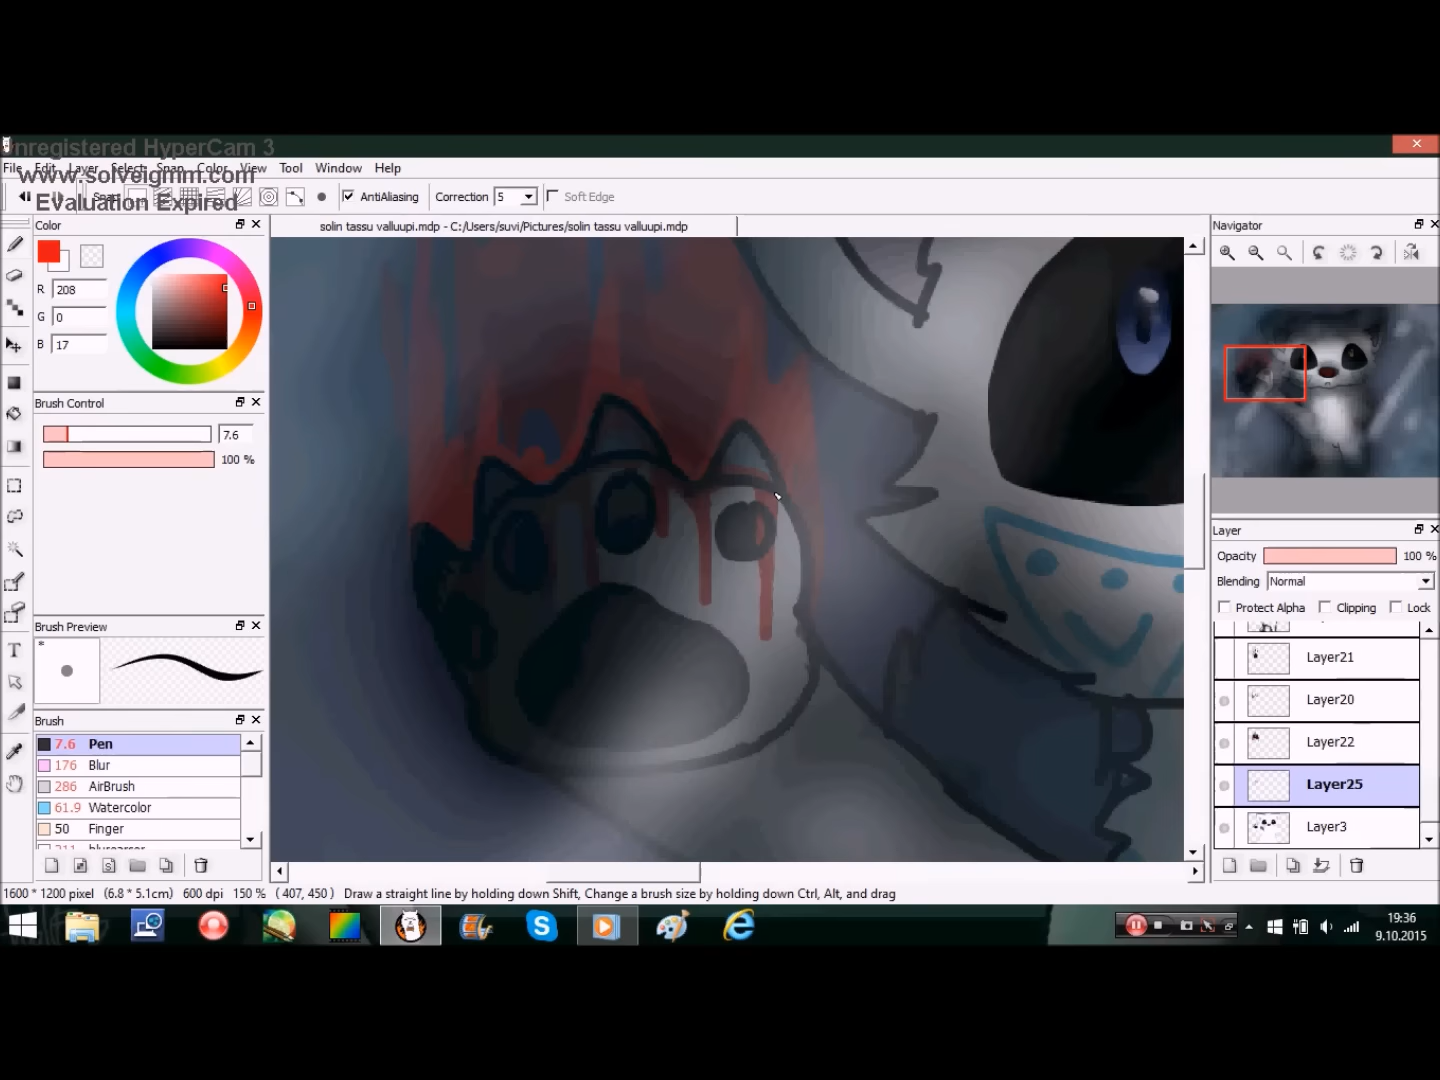 Unregistered HyperCam 3
File Edit Layer Select Snap Color View Tool Window Help
www.solveigmm.com
Snap AntiAliasing Correction 5 Soft Edge
Evaluation Expired
Color
solin tassu valluupi.mdp - C:/Users/suvi/Pictures/solin tassu valluupi.mdp
Navigator
R 208
G 0
B 17
Brush Control
7.6
100 %
Layer
Opacity 100 %
Blending Normal
Protect Alpha Clipping Lock
Brush Preview
*
Layer21
Layer20
Layer22
Layer25
Layer3
Brush
7.6 Pen
176 Blur
286 AirBrush
61.9 Watercolor
50 Finger
211 blureraser
1600 * 1200 pixel (6.8 * 5.1cm) 600 dpi 150 % ( 407, 450 ) Draw a straight line by holding down Shift, Change a brush size by holding down Ctrl, Alt, and drag
19:36
9.10.2015